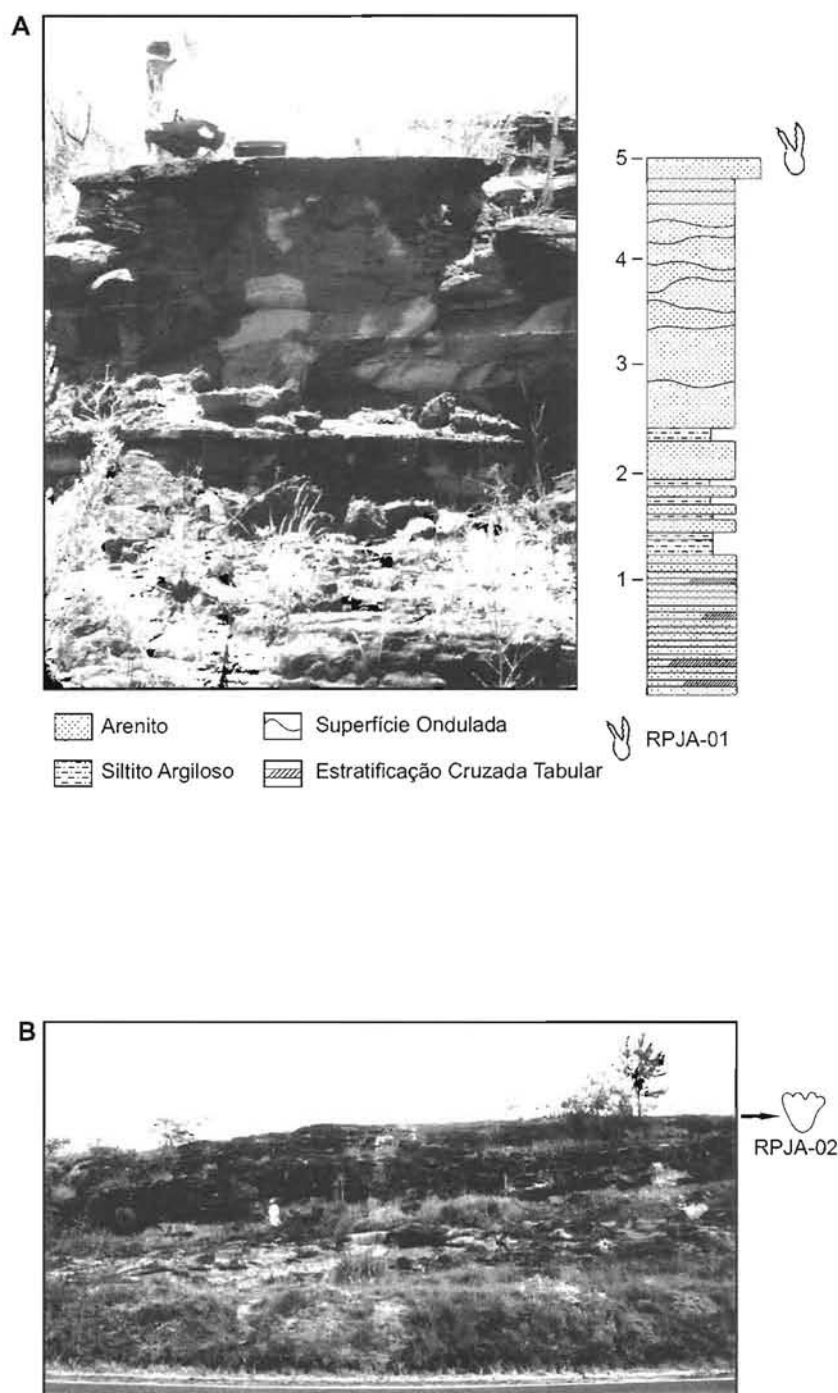 A
5
4
3
2
1
Arenito
Superfície Ondulada
RPJA-01
Siltito Argiloso
Estratificação Cruzada Tabular
B
RPJA-02